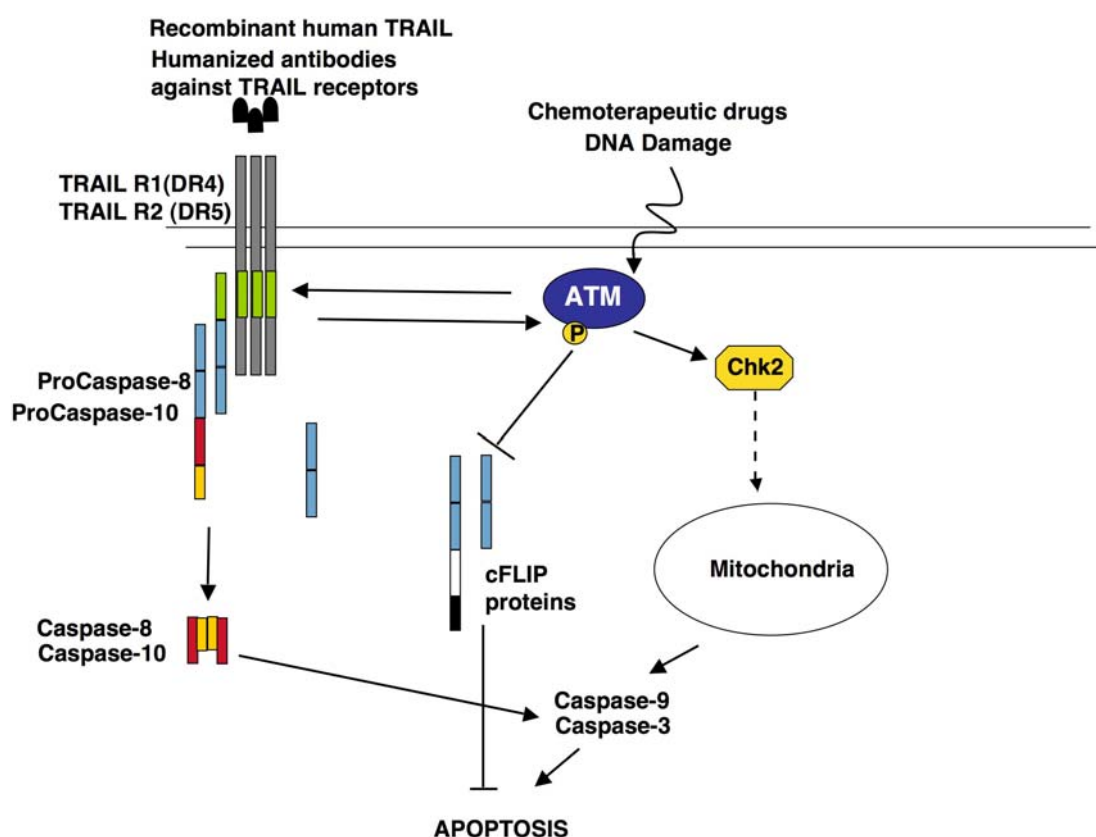 Recombinant human TRAIL
Humanized antibodies
against TRAIL receptors
Chemoterapeutic drugs
DNA Damage
TRAIL R1(DR4)
TRAIL R2 (DR5)
ATM
P
Chk2
ProCaspase-8
ProCaspase-10
cFLIP
proteins
Mitochondria
Caspase-8
Caspase-10
Caspase-9
Caspase-3
APOPTOSIS